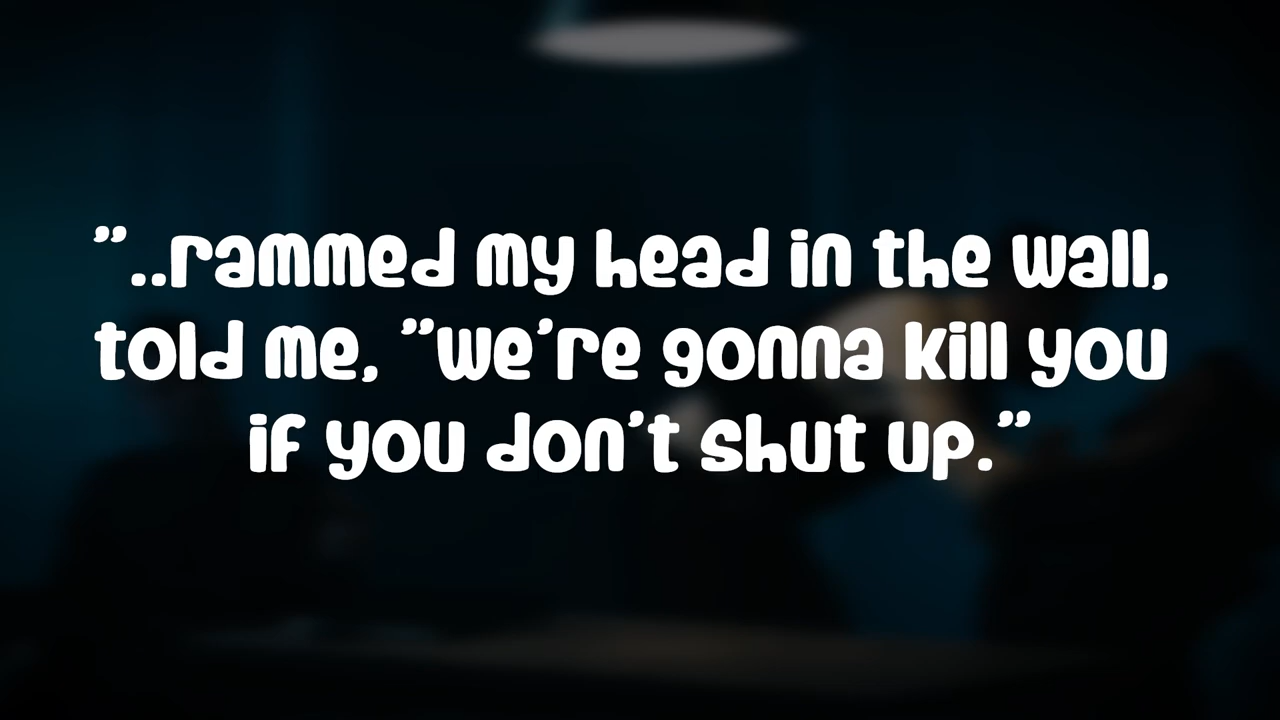 "..rammed my head in the wall,
told me, "we're gonna kill you
if you don't shut up."